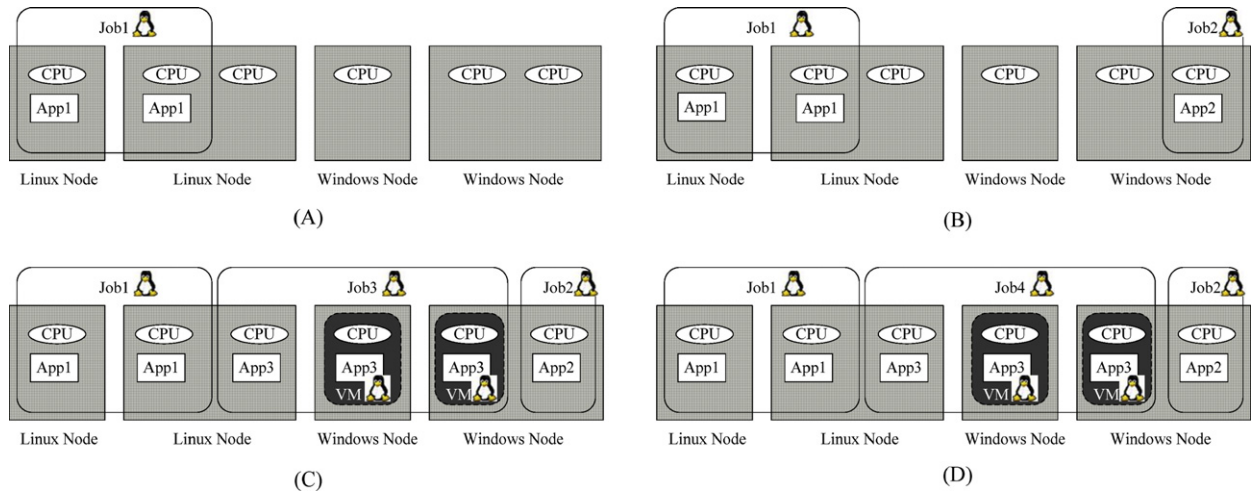 Job1
CPU CPU CPU CPU CPU CPU
App1 App1
Linux Node Linux Node Windows Node Windows Node
(A)
Job1 Job2
CPU CPU CPU CPU CPU CPU
App1 App1 App2
Linux Node Linux Node Windows Node Windows Node
(B)
Job1 Job3 Job2
CPU CPU CPU CPU CPU CPU
App1 App1 App3 App3 App3 App2
VM VM
Linux Node Linux Node Windows Node Windows Node
(C)
Job1 Job4 Job2
CPU CPU CPU CPU CPU CPU
App1 App1 App3 App3 App3 App2
VM VM
Linux Node Linux Node Windows Node Windows Node
(D)